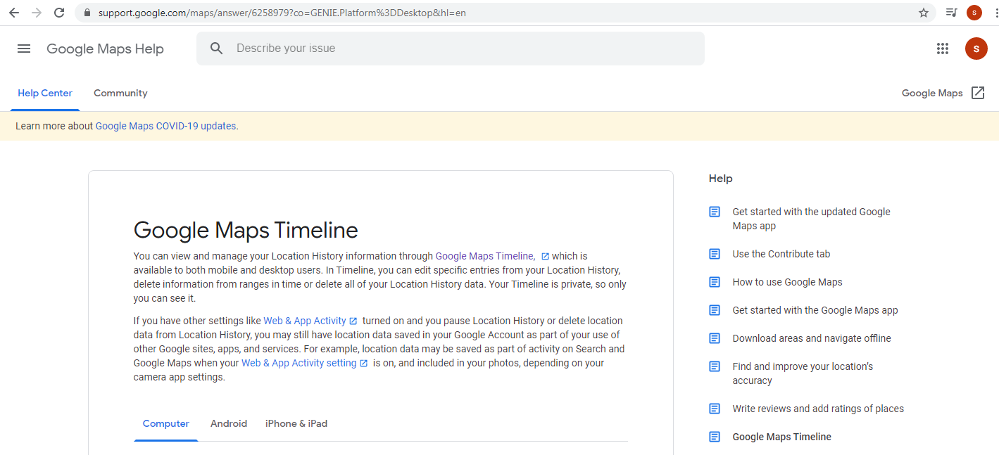 support.google.com/maps/answer/6258979?co=GENIE.Platform%3DDesktop&hl=en
S
Google Maps Help
Describe your issue
S
Help Center
Community
Google Maps
Learn more about Google Maps COVID-19 updates.
Google Maps Timeline
You can view and manage your Location History information through Google Maps Timeline, which is
available to both mobile and desktop users. In Timeline, you can edit specific entries from your Location History,
delete information from ranges in time or delete all of your Location History data. Your Timeline is private, so only
you can see it.
If you have other settings like Web & App Activity turned on and you pause Location History or delete location
data from Location History, you may still have location data saved in your Google Account as part of your use of
other Google sites, apps, and services. For example, location data may be saved as part of activity on Search and
Google Maps when your Web & App Activity setting is on, and included in your photos, depending on your
camera app settings.
Computer
Android
iPhone & iPad
Help
Get started with the updated Google
Maps app
Use the Contribute tab
How to use Google Maps
Get started with the Google Maps app
Download areas and navigate offline
Find and improve your location's
accuracy
Write reviews and add ratings of places
Google Maps Timeline